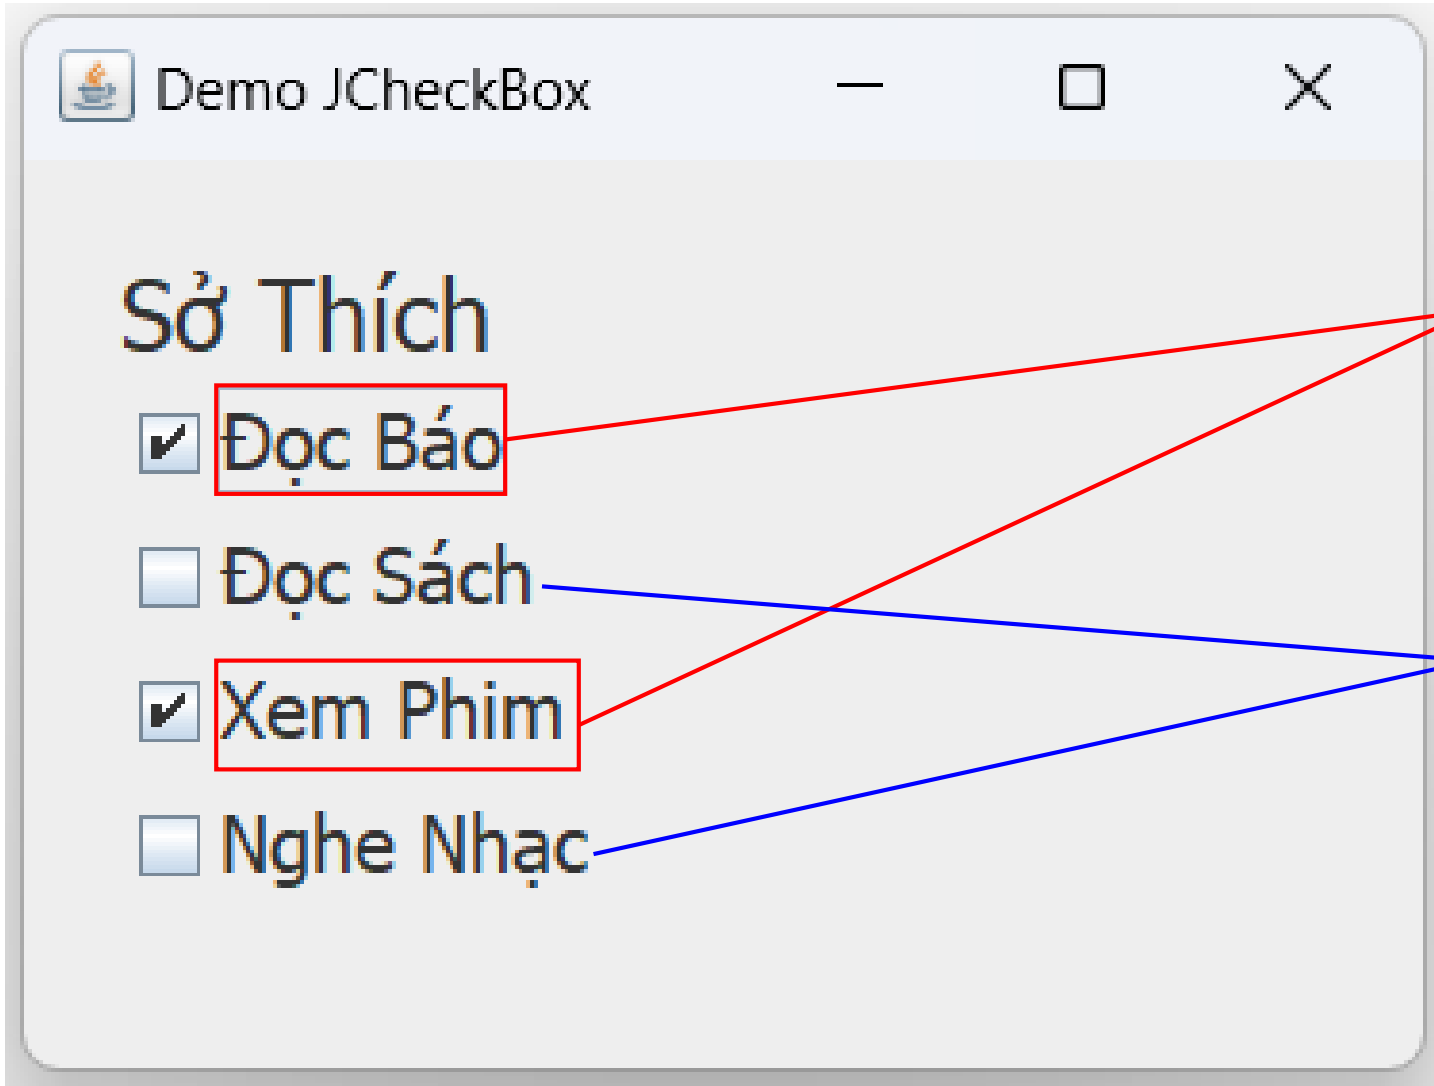 Demo JCheckBox
Sở Thích
Đọc Báo
Đọc Sách
Xem Phim
Nghe Nhạc